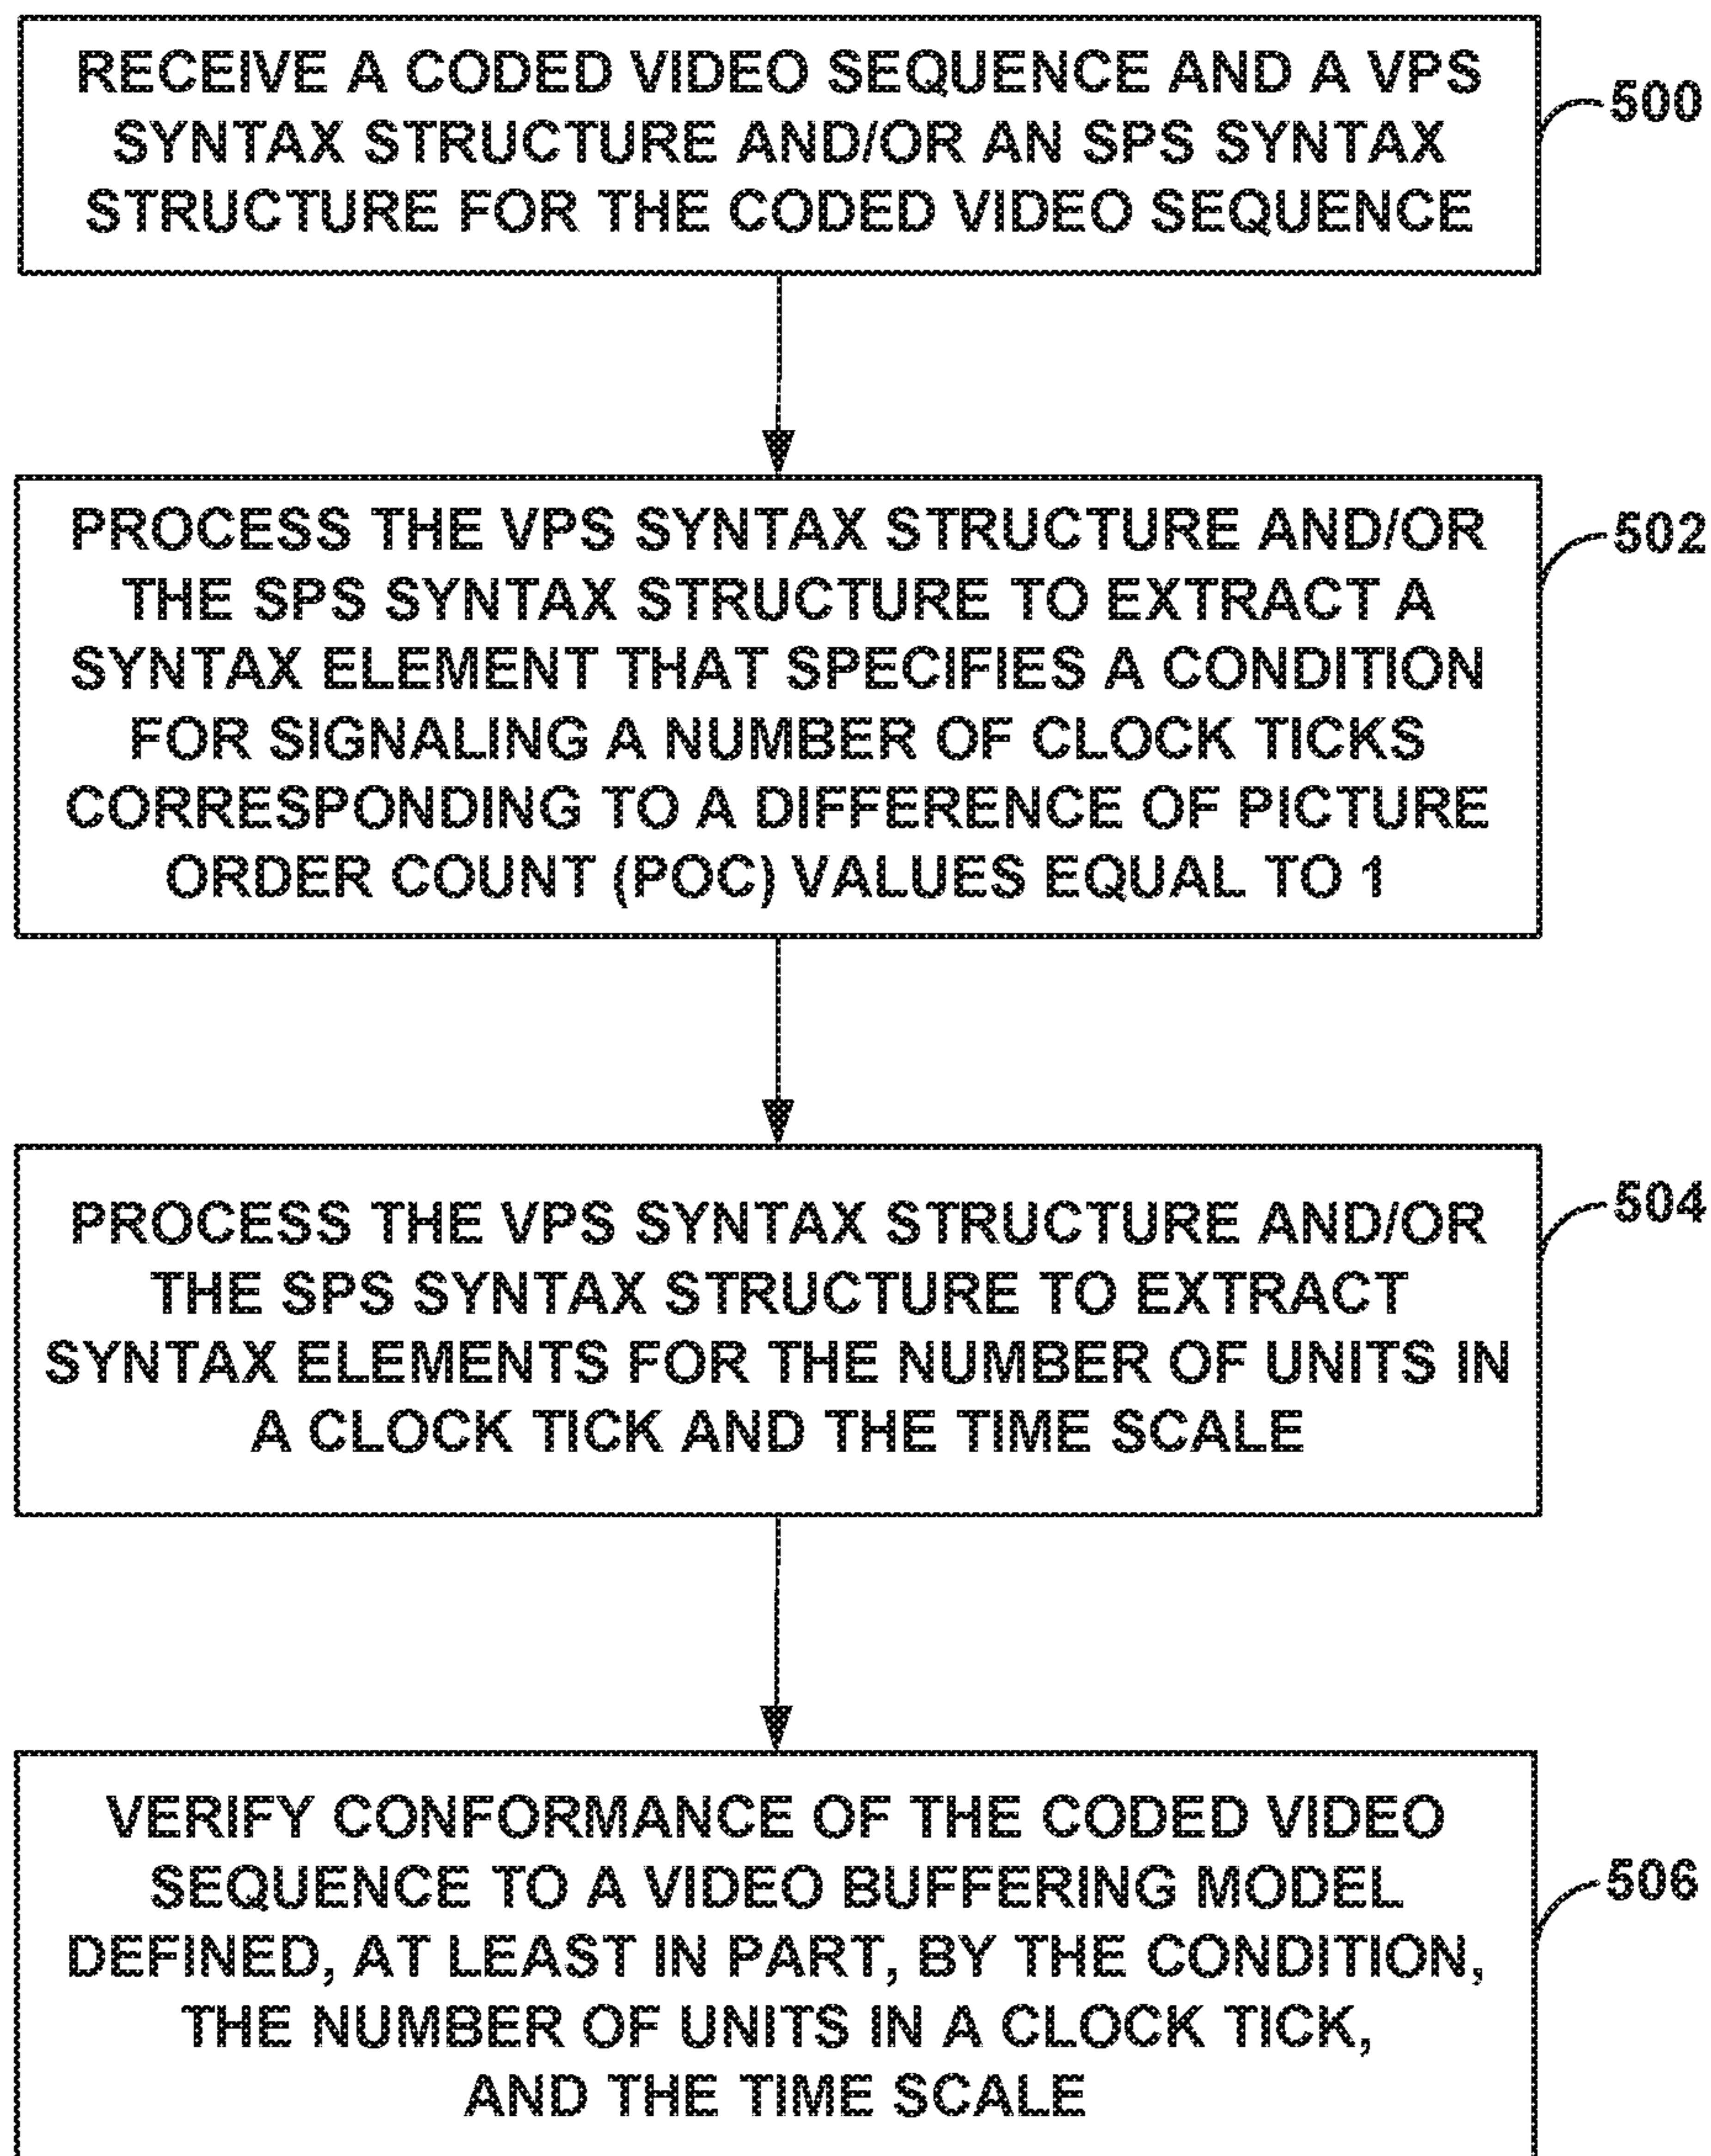 RECEIVE A CODED VIDEO SEQUENCE AND A VPS
SYNTAX STRUCTURE AND/OR AN SPS SYNTAX
STRUCTURE FOR THE CODED VIDEO SEQUENCE
500
PROCESS THE VPS SYNTAX STRUCTURE AND/OR
THE SPS SYNTAX STRUCTURE TO EXTRACT A
SYNTAX ELEMENT THAT SPECIFIES A CONDITION
FOR SIGNALING A NUMBER OF CLOCK TICKS
CORRESPONDING TO A DIFFERENCE OF PICTURE
ORDER COUNT (POC) VALUES EQUAL TO 1
502
PROCESS THE VPS SYNTAX STRUCTURE AND/OR
THE SPS SYNTAX STRUCTURE TO EXTRACT
SYNTAX ELEMENTS FOR THE NUMBER OF UNITS IN
A CLOCK TICK AND THE TIME SCALE
504
VERIFY CONFORMANCE OF THE CODED VIDEO
SEQUENCE TO A VIDEO BUFFERING MODEL
DEFINED, AT LEAST IN PART, BY THE CONDITION,
THE NUMBER OF UNITS IN A CLOCK TICK,
AND THE TIME SCALE
506